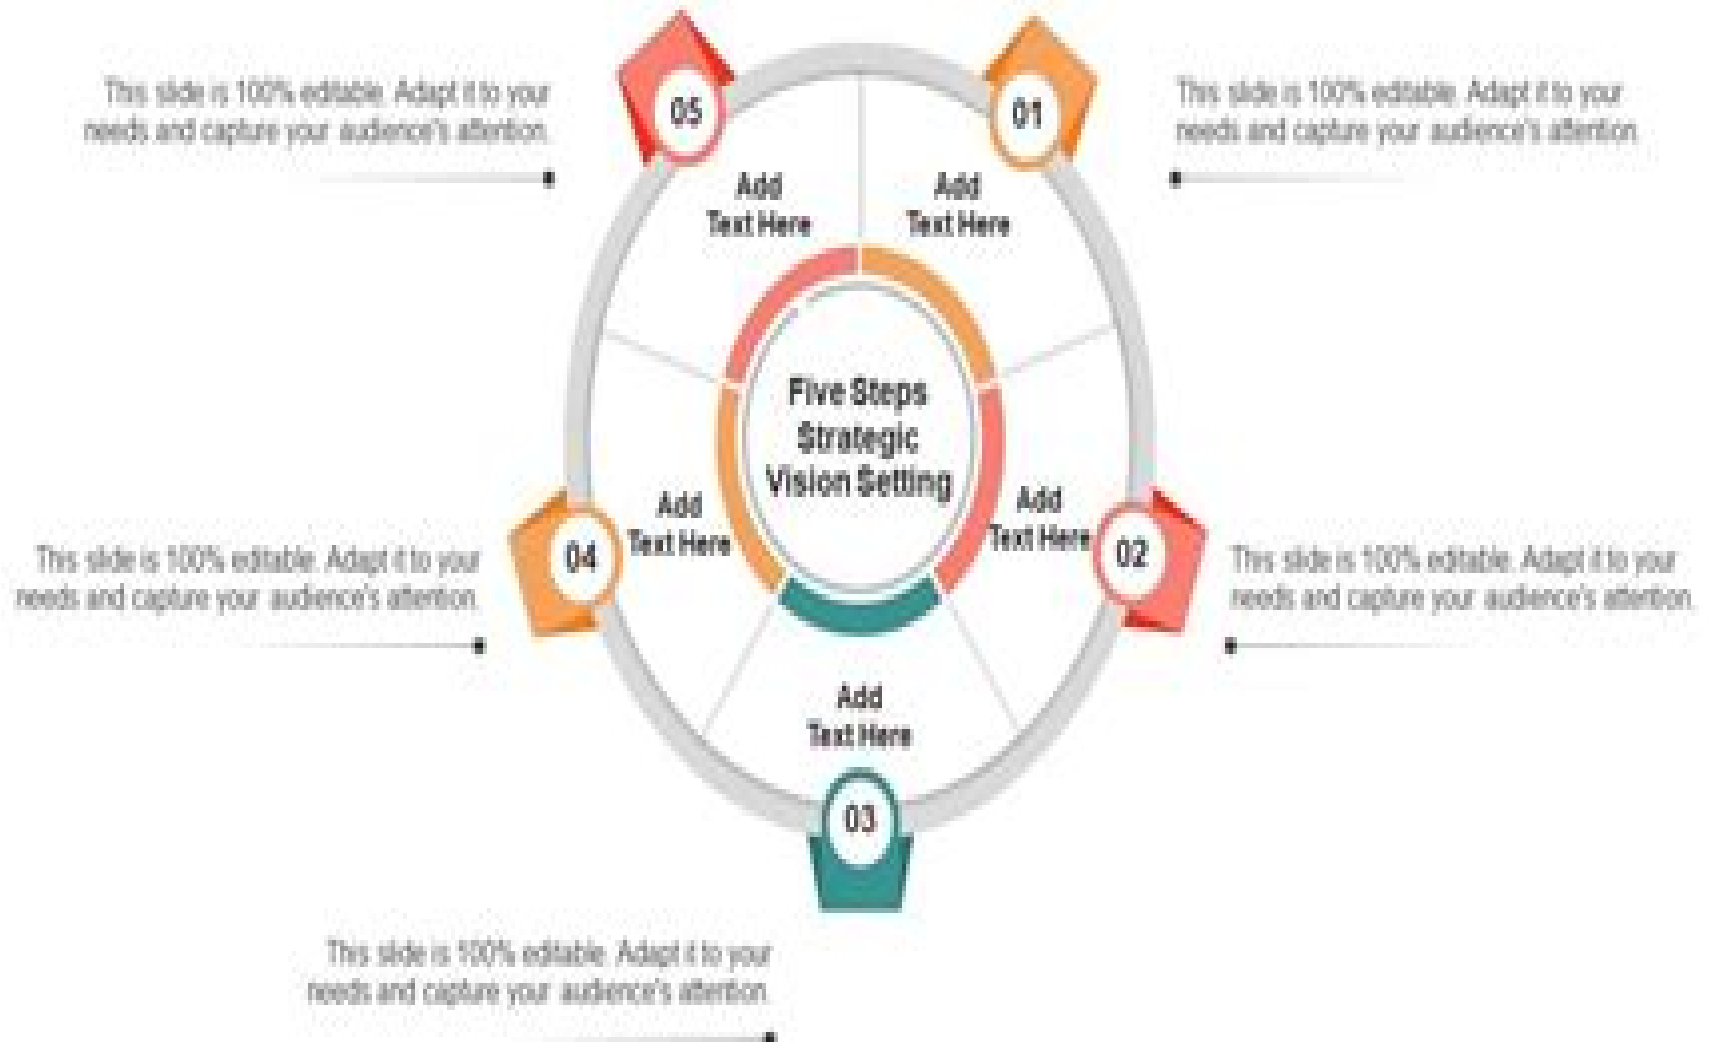 Five Steps
Strategic
Vision Setting
01
Add
Text Here
This slide is 100% editable. Adapt it to your
needs and capture your audience's attention.
02
Add
Text Here
This slide is 100% editable. Adapt it to your
needs and capture your audience's attention.
03
Add
Text Here
This slide is 100% editable. Adapt it to your
needs and capture your audience's attention.
04
Add
Text Here
This slide is 100% editable. Adapt it to your
needs and capture your audience's attention.
05
Add
Text Here
This slide is 100% editable. Adapt it to your
needs and capture your audience's attention.